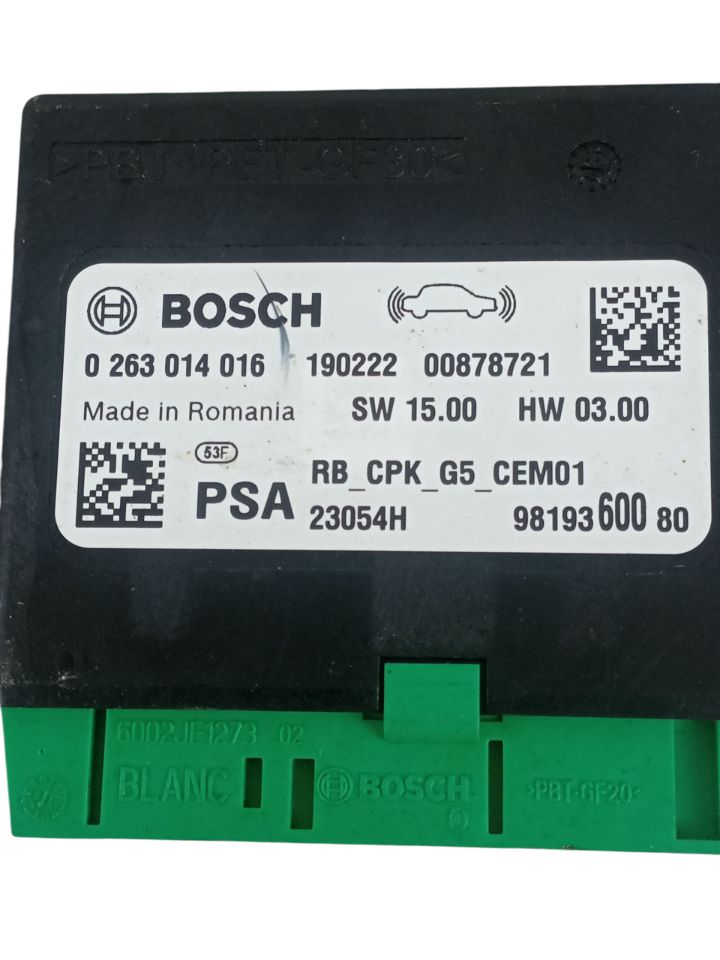 >PBT+PET-GF30<
BOSCH
0 263 014 016 190222 00878721
Made in Romania SW 15.00 HW 03.00
53F
PSA RB_CPK_G5_CEM01
23054H 98193 600 80
6002JE1273 02
BLANC BOSCH >PBT-GF20<